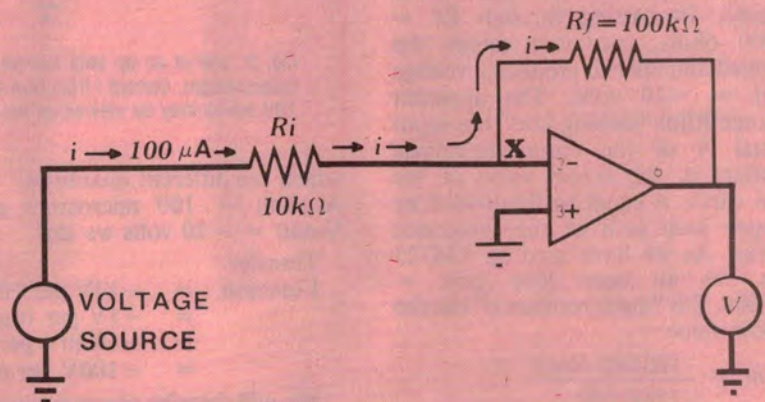 i → Rf=100kΩ
i → 100 μA → Ri → i →
X
2-
6
10kΩ
3+
VOLTAGE
SOURCE
V